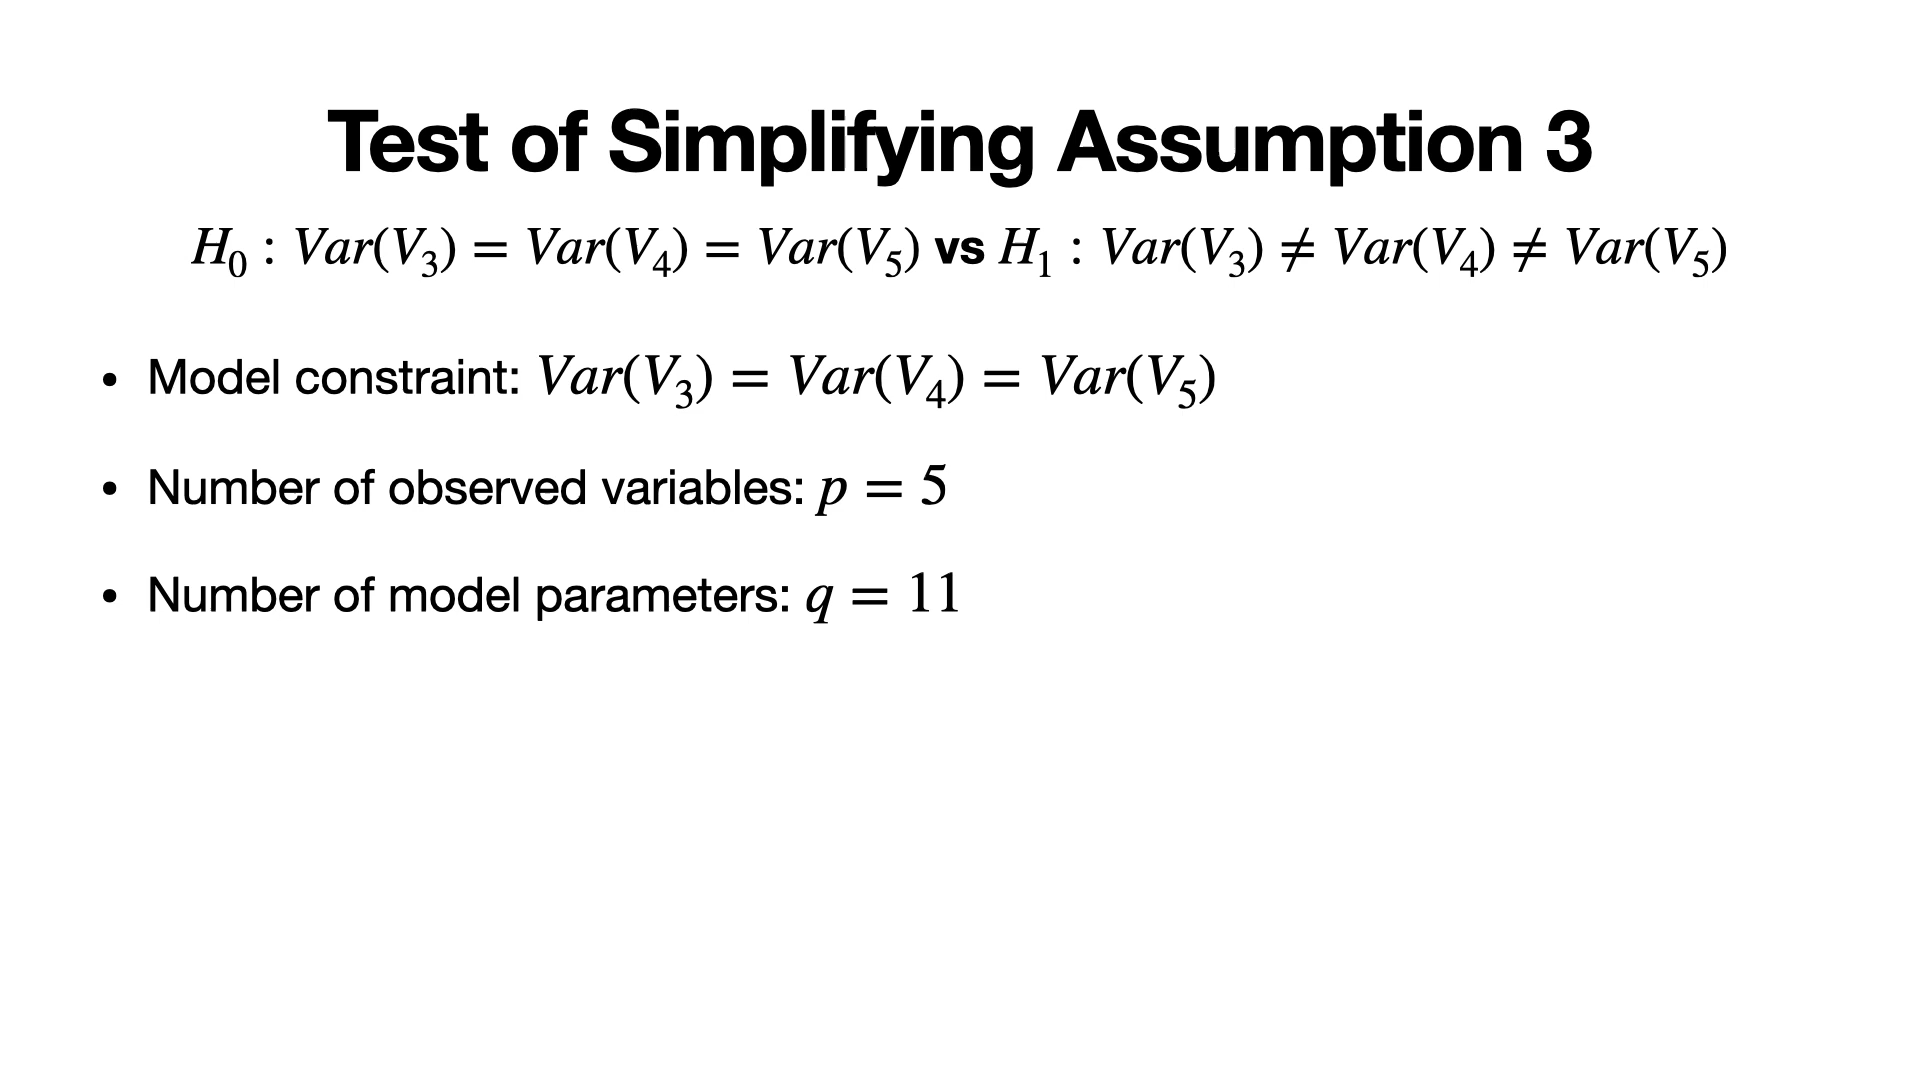 Test of Simplifying Assumption 3
H₀ : Var(V₃) = Var(V₄) = Var(V₅) vs H₁ : Var(V₃) ≠ Var(V₄) ≠ Var(V₅)
• Model constraint: Var(V₃) = Var(V₄) = Var(V₅)
• Number of observed variables: p = 5
• Number of model parameters: q = 11